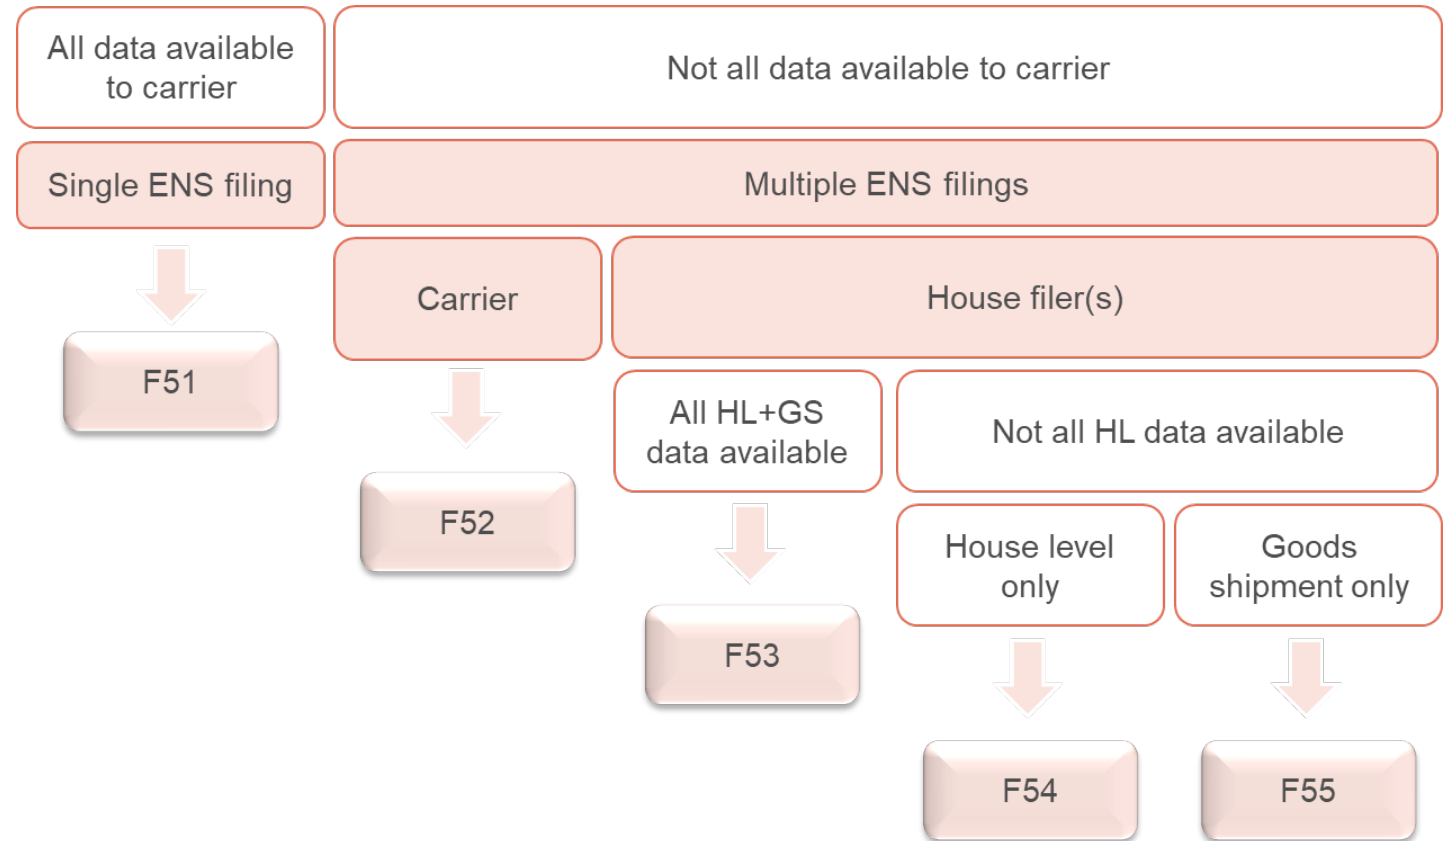 All data available
to carrier
Not all data available to carrier
Single ENS filing
Multiple ENS filings
Carrier
House filer(s)
F51
All HL+GS
data available
Not all HL data available
F52
House level
only
Goods
shipment only
F53
F54
F55